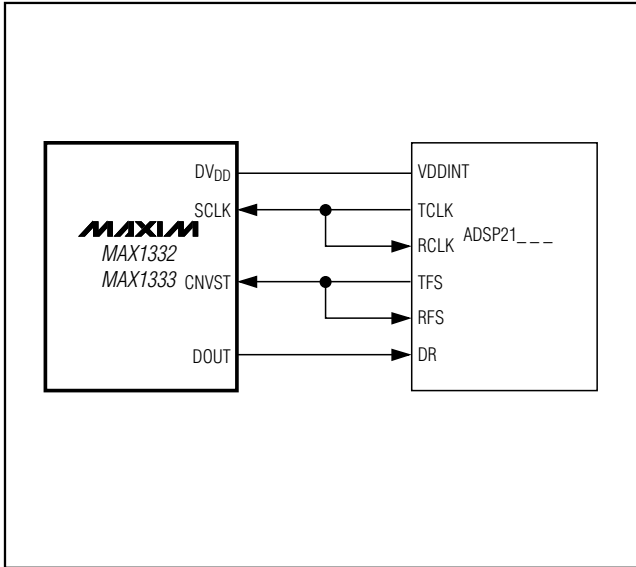 DVDD
SCLK
MAXIM
MAX1332
MAX1333
CNVST
DOUT
VDDINT
TCLK
RCLK
ADSP21_ _ _
TFS
RFS
DR